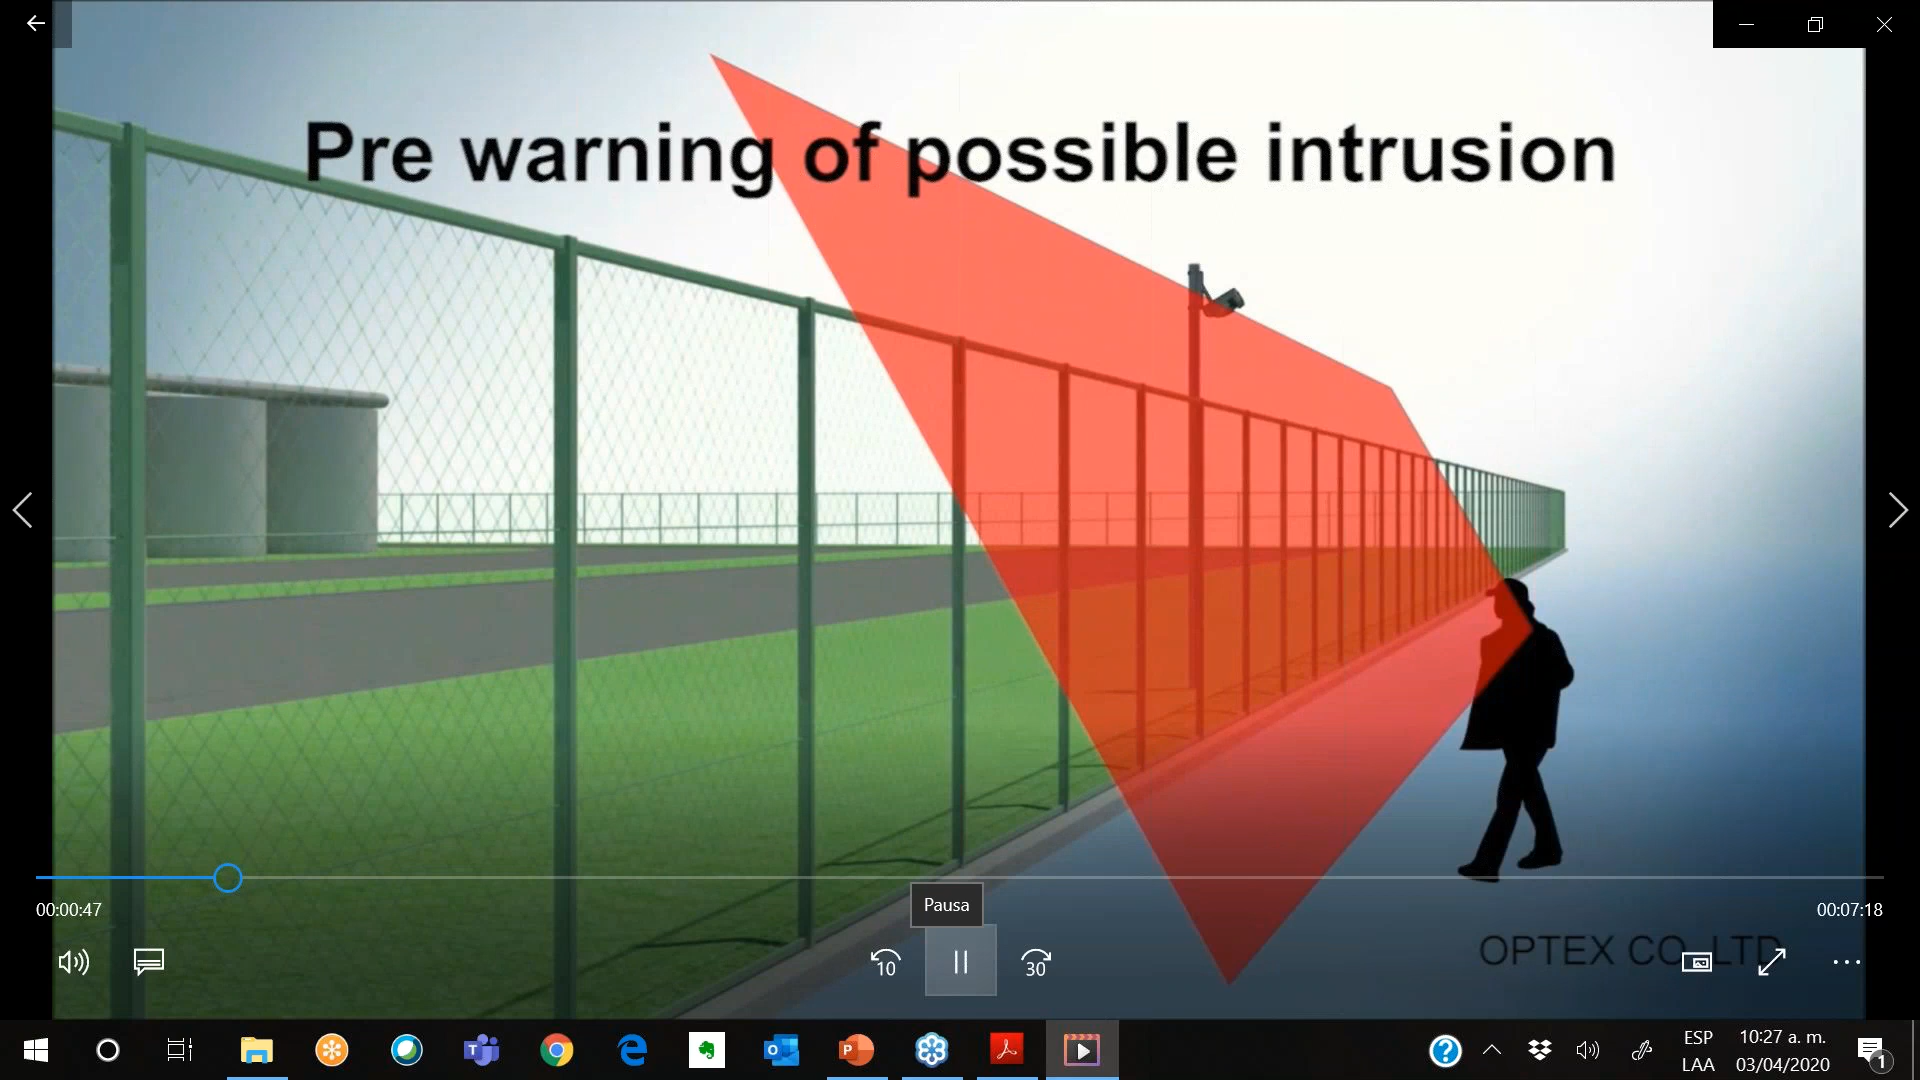 Pre warning of possible intrusion
00:00:47
Pausa
00:07:18
10
30
OPTEX CO.,LTD
ESP
LAA
10:27 a. m.
03/04/2020
1